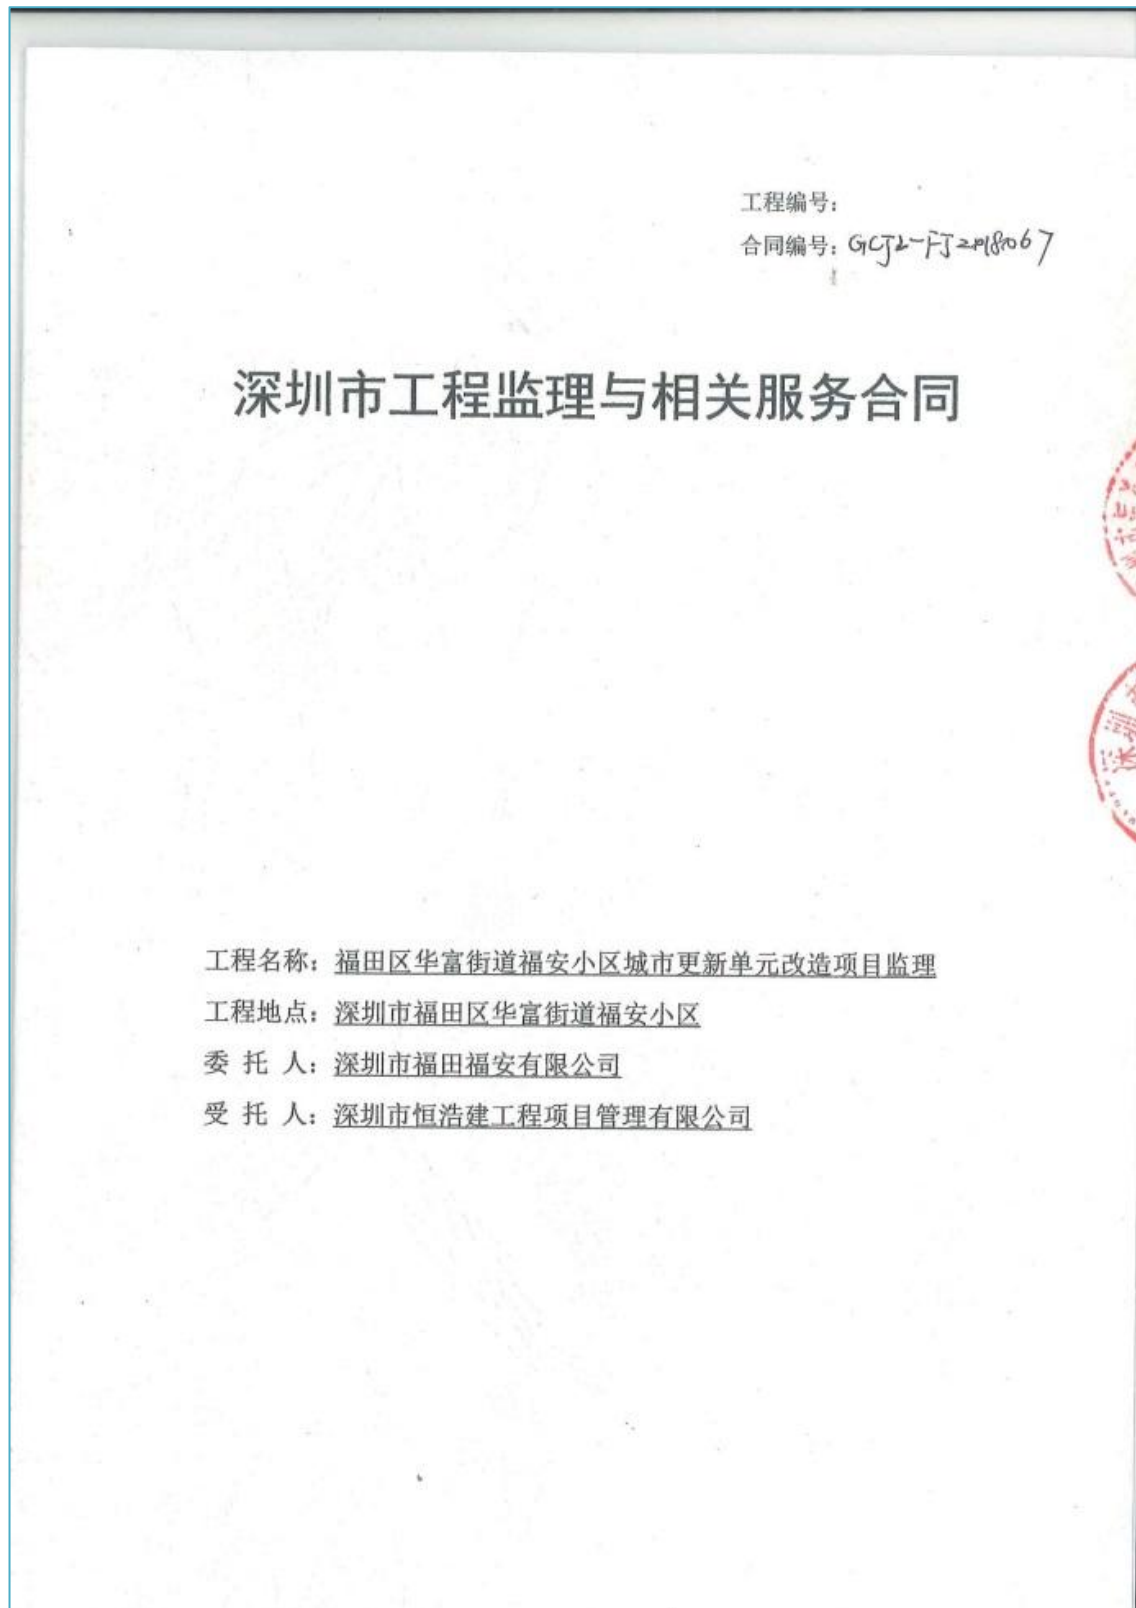 工程编号：
合同编号：GCJL-FJ2018067
深圳市工程监理与相关服务合同
工程名称：福田区华富街道福安小区城市更新单元改造项目监理
工程地点：深圳市福田区华富街道福安小区
委托人：深圳市福田福安有限公司
受托人：深圳市恒浩建工程项目管理有限公司
深圳市